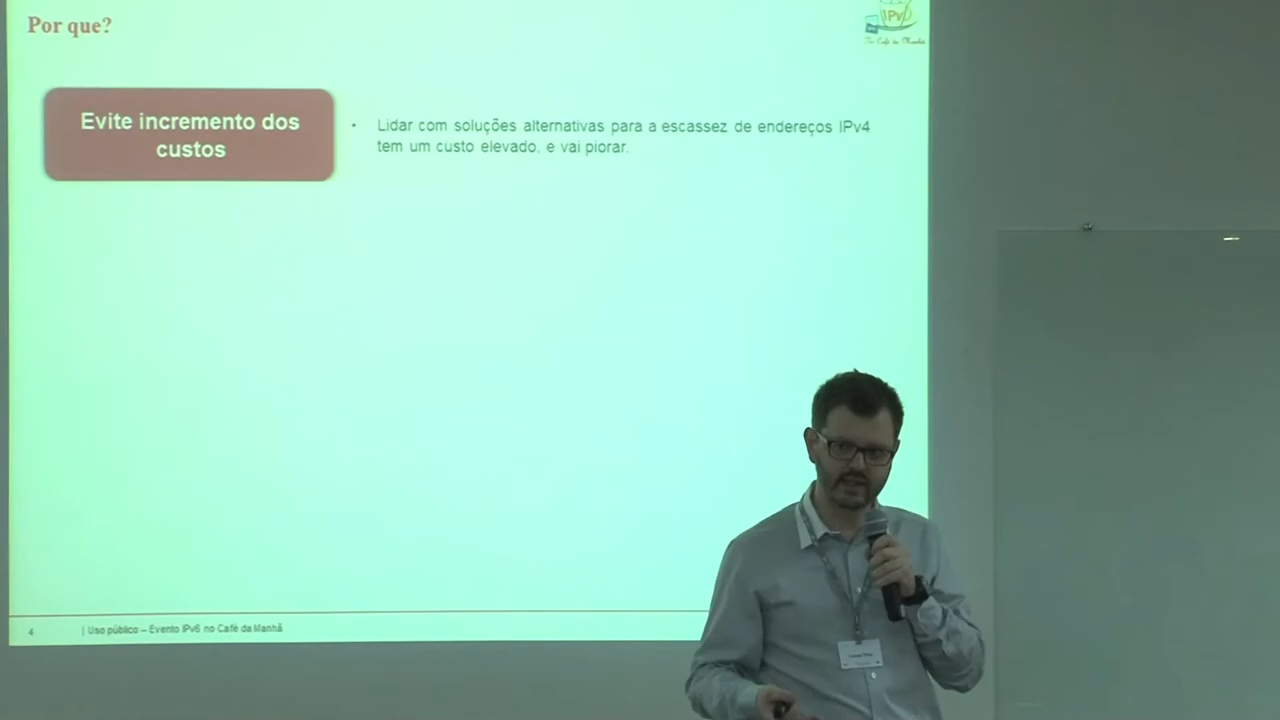 Por que?
IPv
Evite incremento dos
custos
• Lidar com soluções alternativas para a escassez de endereços IPv4
tem um custo elevado, e vai piorar.
4 | Uso público – Evento IPv6 no Café da Manhã